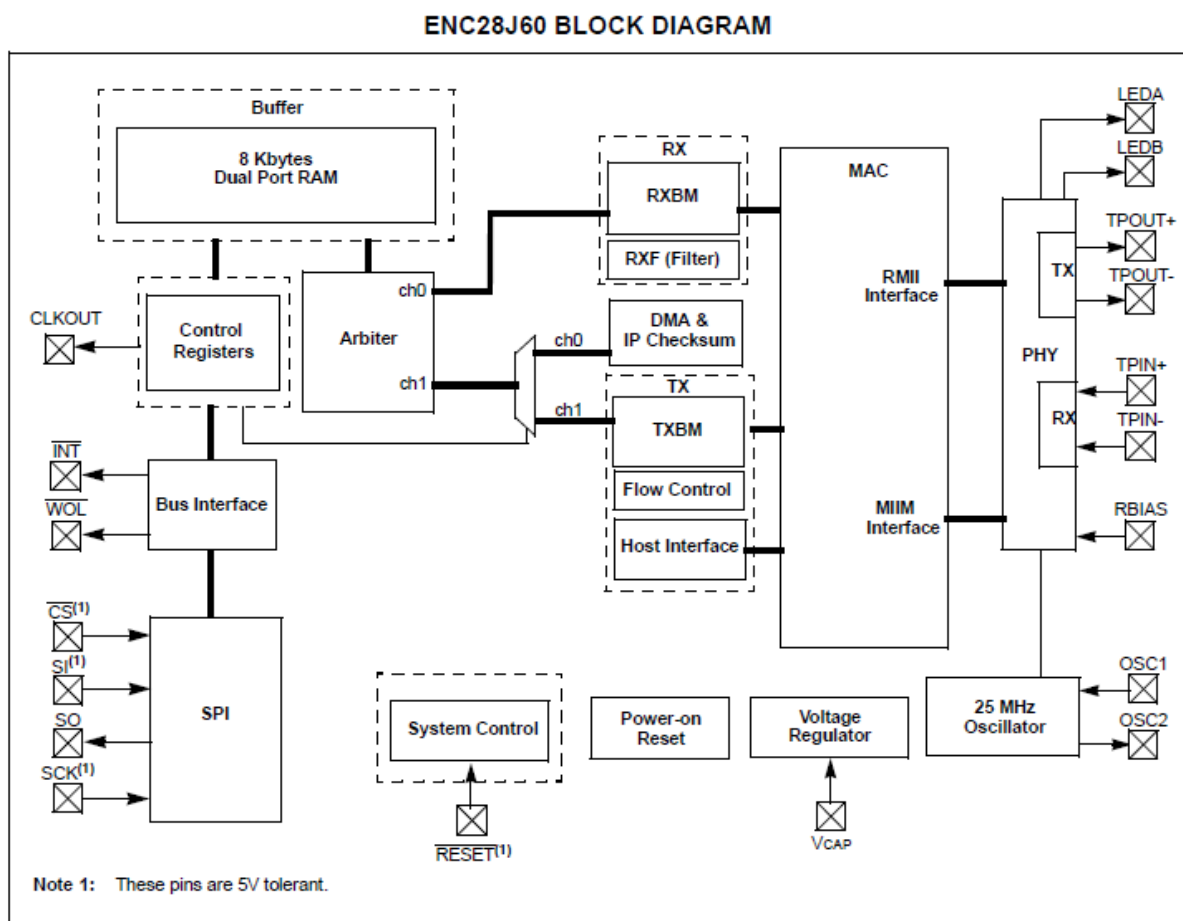 ENC28J60 BLOCK DIAGRAM
Buffer
8 Kbytes
Dual Port RAM
RX
RXBM
RXF (Filter)
MAC
LEDA
LEDB
TPOUT+
TPOUT-
TX
RMII
Interface
CLKOUT
Control
Registers
Arbiter
ch0
ch1
ch0
ch1
DMA &
IP Checksum
TX
TXBM
Flow Control
Host Interface
PHY
TPIN+
TPIN-
RX
RBIAS
MIIM
Interface
INT
WOL
Bus Interface
CS(1)
SI(1)
SO
SCK(1)
SPI
System Control
RESET(1)
Power-on
Reset
Voltage
Regulator
VCAP
25 MHz
Oscillator
OSC1
OSC2
Note 1: These pins are 5V tolerant.